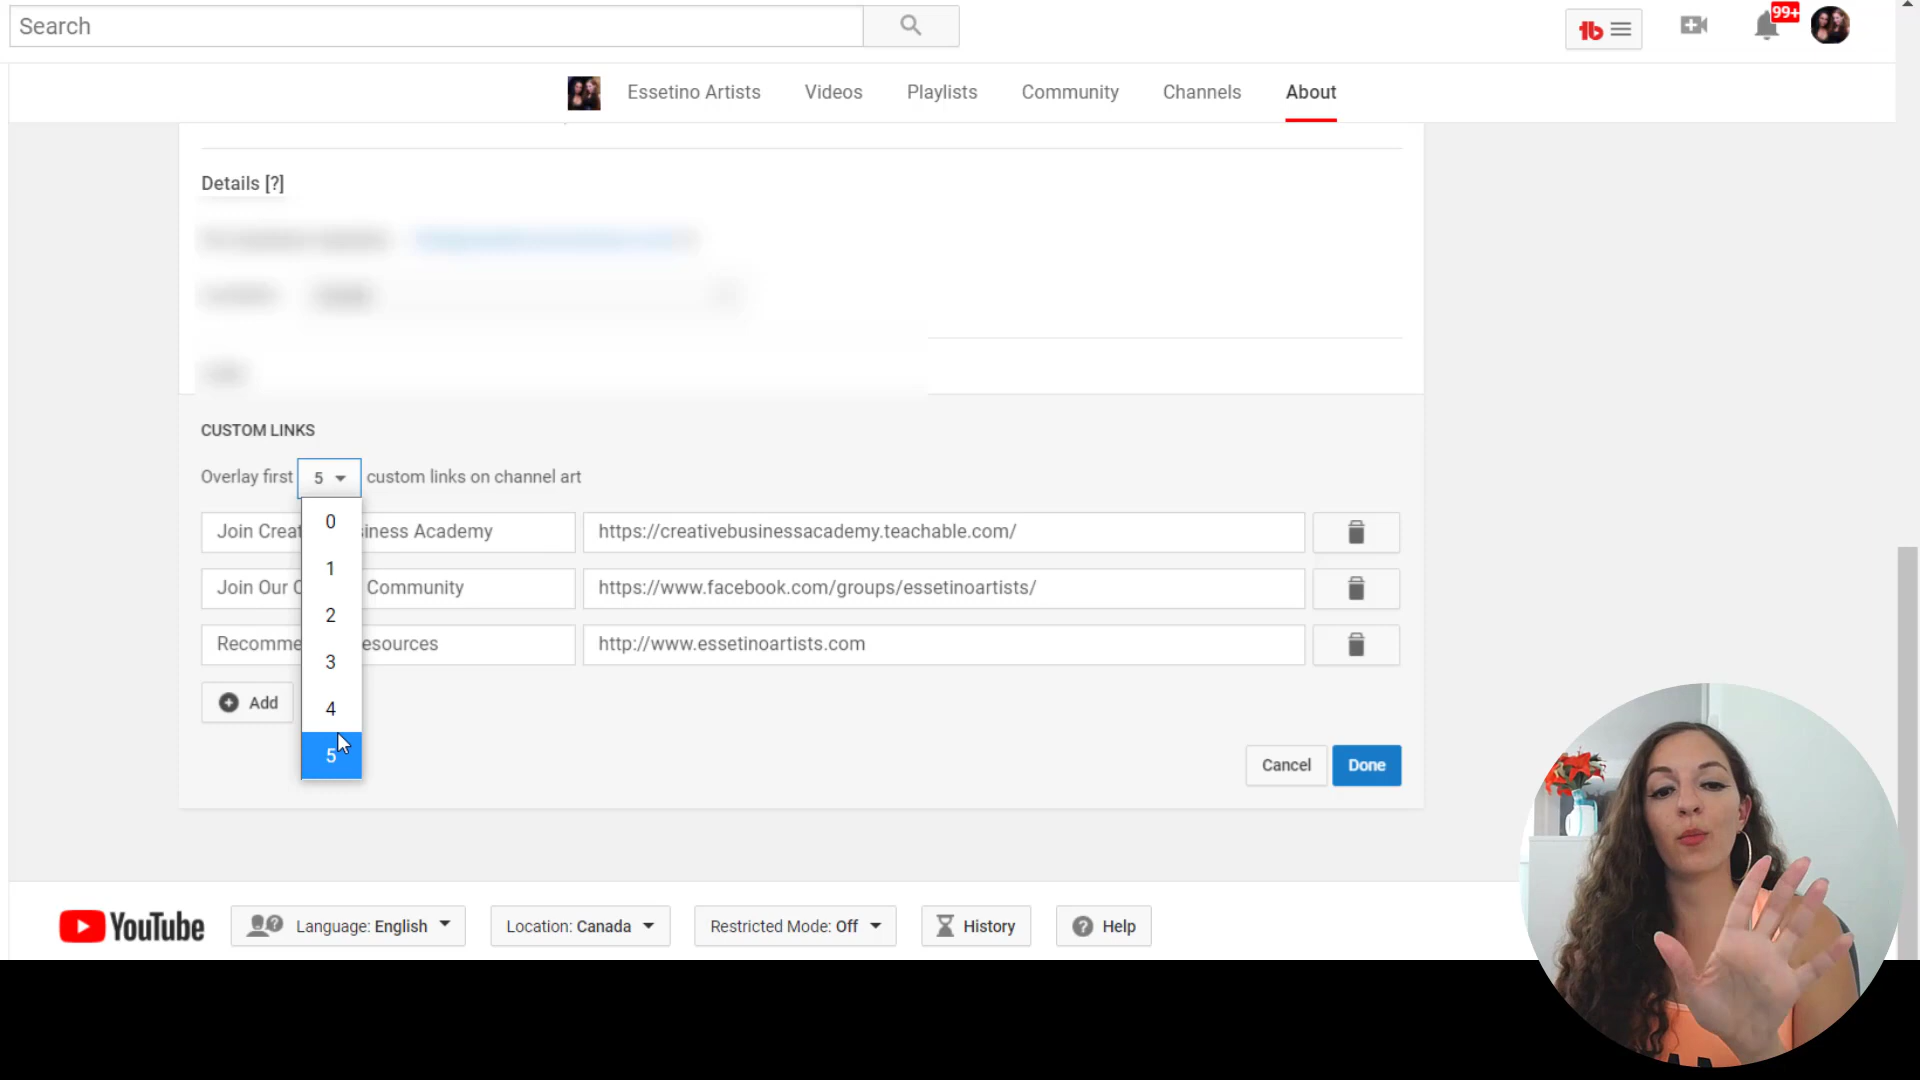 Search
99+
Essetino Artists Videos Playlists Community Channels About
Details [?]
CUSTOM LINKS
Overlay first 5 custom links on channel art
0
1
2
3
4
5
Join Crea iness Academy https://creativebusinessacademy.teachable.com/
Join Our C Community https://www.facebook.com/groups/essetinoartists/
Recomme esources http://www.essetinoartists.com
Add
Cancel Done
YouTube Language: English Location: Canada Restricted Mode: Off History Help